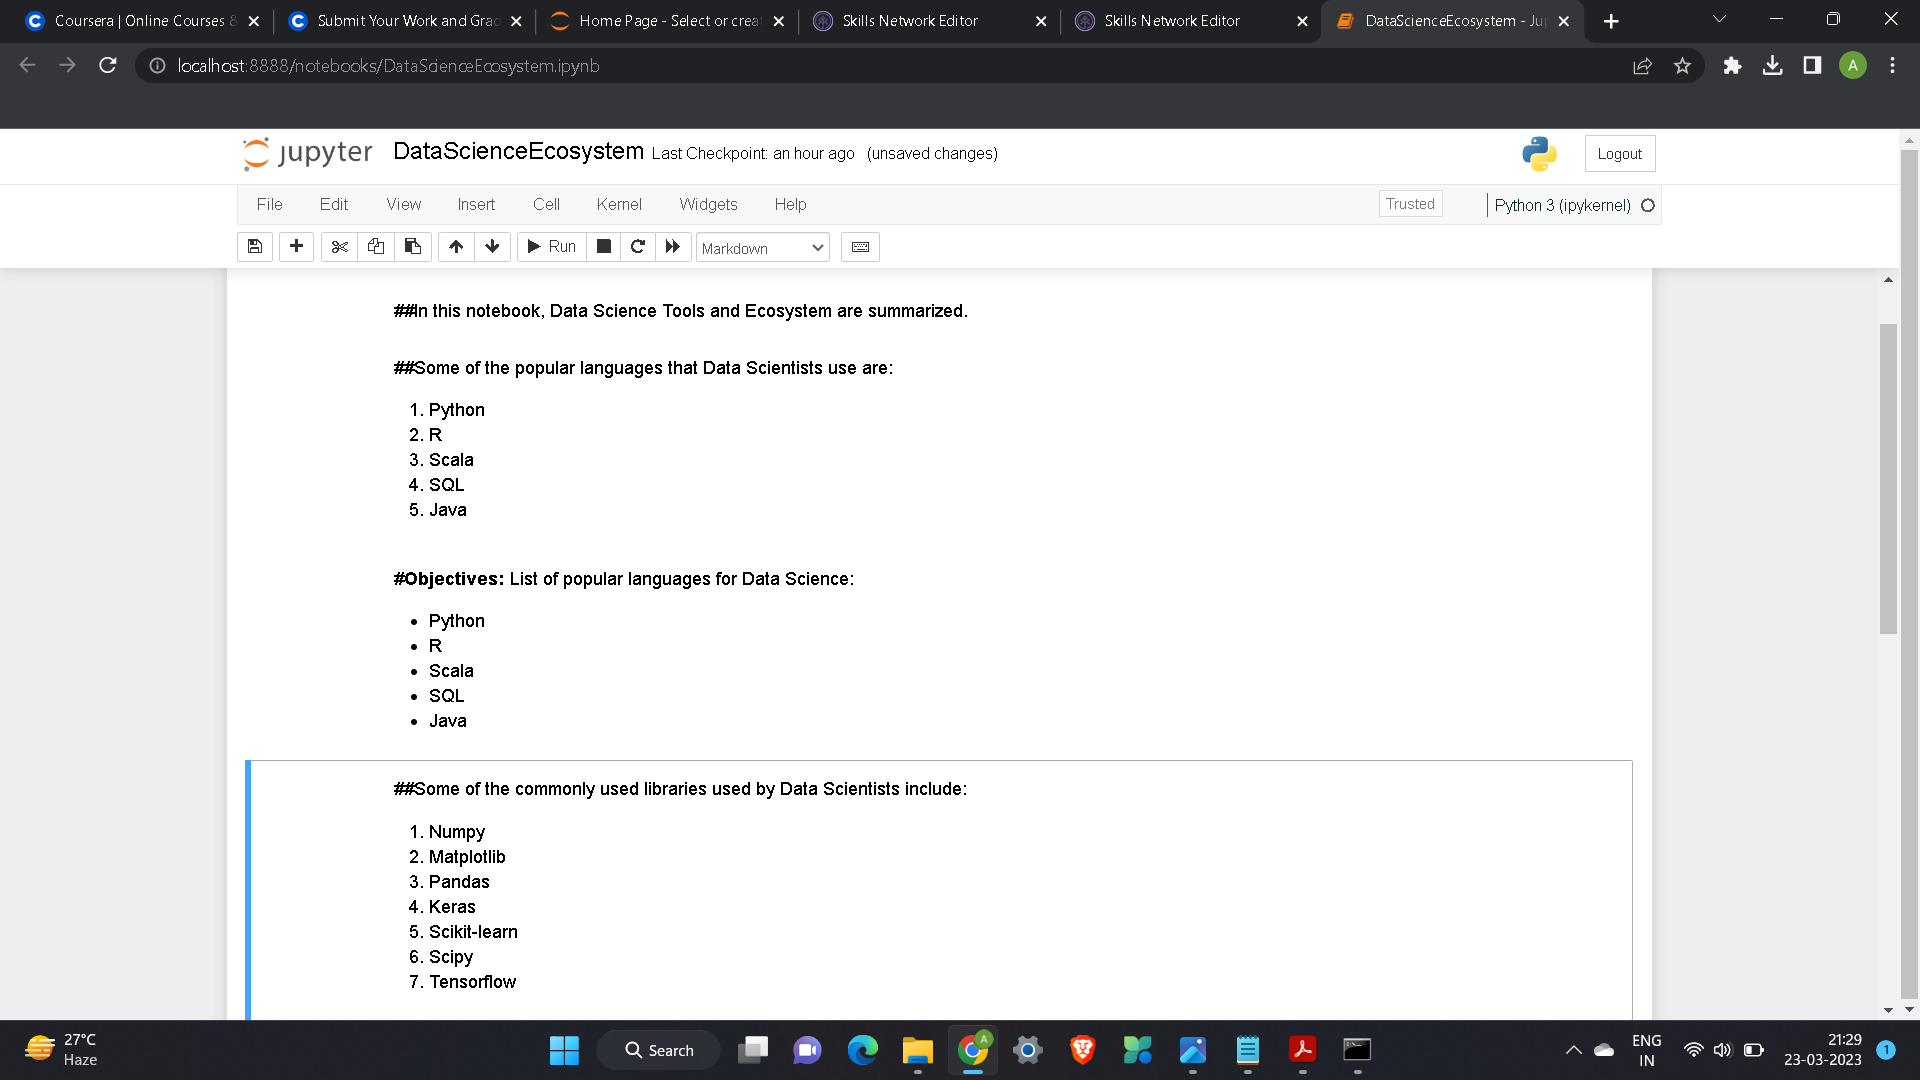 Coursera | Online Courses &
Submit Your Work and Grad
Home Page - Select or creat
Skills Network Editor
Skills Network Editor
DataScienceEcosystem - Jup
localhost:8888/notebooks/DataScienceEcosystem.ipynb
A
jupyter DataScienceEcosystem Last Checkpoint: an hour ago (unsaved changes)
Logout
File Edit View Insert Cell Kernel Widgets Help
Trusted
Python 3 (ipykernel)
Run
Markdown
##In this notebook, Data Science Tools and Ecosystem are summarized.
##Some of the popular languages that Data Scientists use are:
1. Python
2. R
3. Scala
4. SQL
5. Java
#Objectives: List of popular languages for Data Science:
• Python
• R
• Scala
• SQL
• Java
##Some of the commonly used libraries used by Data Scientists include:
1. Numpy
2. Matplotlib
3. Pandas
4. Keras
5. Scikit-learn
6. Scipy
7. Tensorflow
27°C
Haze
Search
A
ENG
IN
21:29
23-03-2023
1